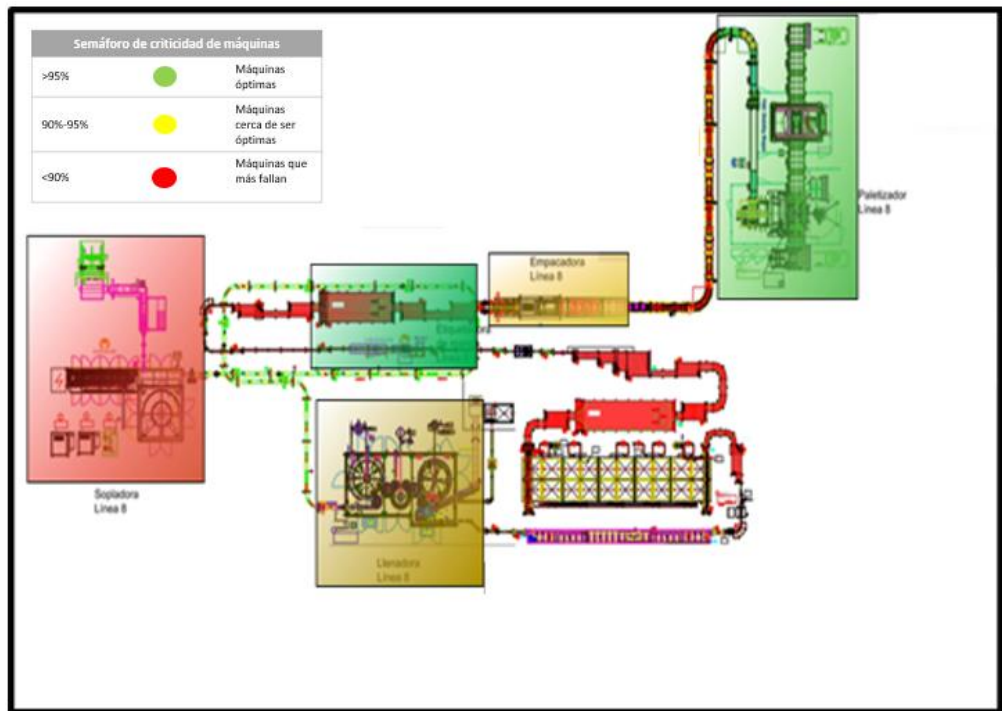 Semáforo de criticidad de máquinas
>95%
Máquinas
óptimas
90%-95%
Máquinas
cerca de ser
óptimas
<90%
Máquinas que
más fallan
Paletizador
Línea 8
Empacadora
Línea 8
Etiquetadora
Sopladora
Línea 8
Llenadora
Línea 8